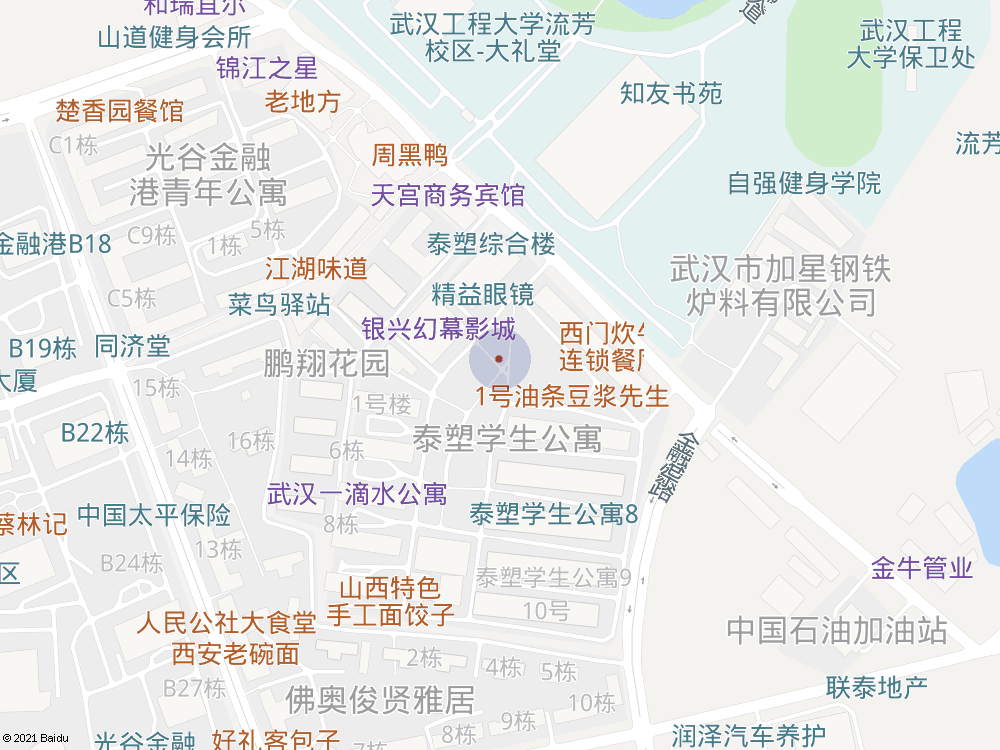 和瑞宜尔
山道健身会所
武汉工程大学流芳
校区-大礼堂
道
武汉工程
大学保卫处
锦江之星
老地方
楚香园餐馆
知友书苑
C1栋
光谷金融
港青年公寓
周黑鸭
流芳
自强健身学院
天宫商务宾馆
5栋
C9栋
1栋
金融港B18
泰塑综合楼
江湖味道
武汉市加星钢铁
炉料有限公司
C5栋
菜鸟驿站
精益眼镜
银兴幻幕影城
西门炊
连锁餐
B19栋
同济堂
鹏翔花园
大厦
15栋
1号楼
1号油条豆浆先生
B22栋
16栋
6栋
泰塑学生公寓
14栋
金融港路
武汉一滴水公寓
中国太平保险
8栋
泰塑学生公寓8
蔡林记
13栋
B24栋
区
金牛管业
山西特色
手工面饺子
泰塑学生公寓9
10号
人民公社大食堂
西安老碗面
中国石油加油站
2栋
4栋
5栋
B27栋
佛奥俊贤雅居
10栋
联泰地产
9栋
8栋
润泽汽车养护
光谷金融
好礼客包子
© 2021 Baidu